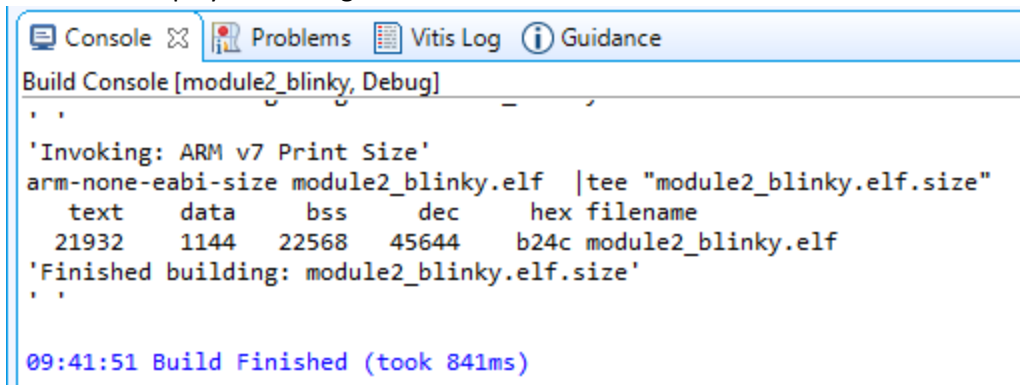 Console Problems Vitis Log Guidance
Build Console [module2_blinky, Debug]
' '
'Invoking: ARM v7 Print Size'
arm-none-eabi-size module2_blinky.elf  |tee "module2_blinky.elf.size"
   text    data     bss     dec     hex filename
  21932    1144   22568   45644    b24c module2_blinky.elf
'Finished building: module2_blinky.elf.size'
' '
09:41:51 Build Finished (took 841ms)